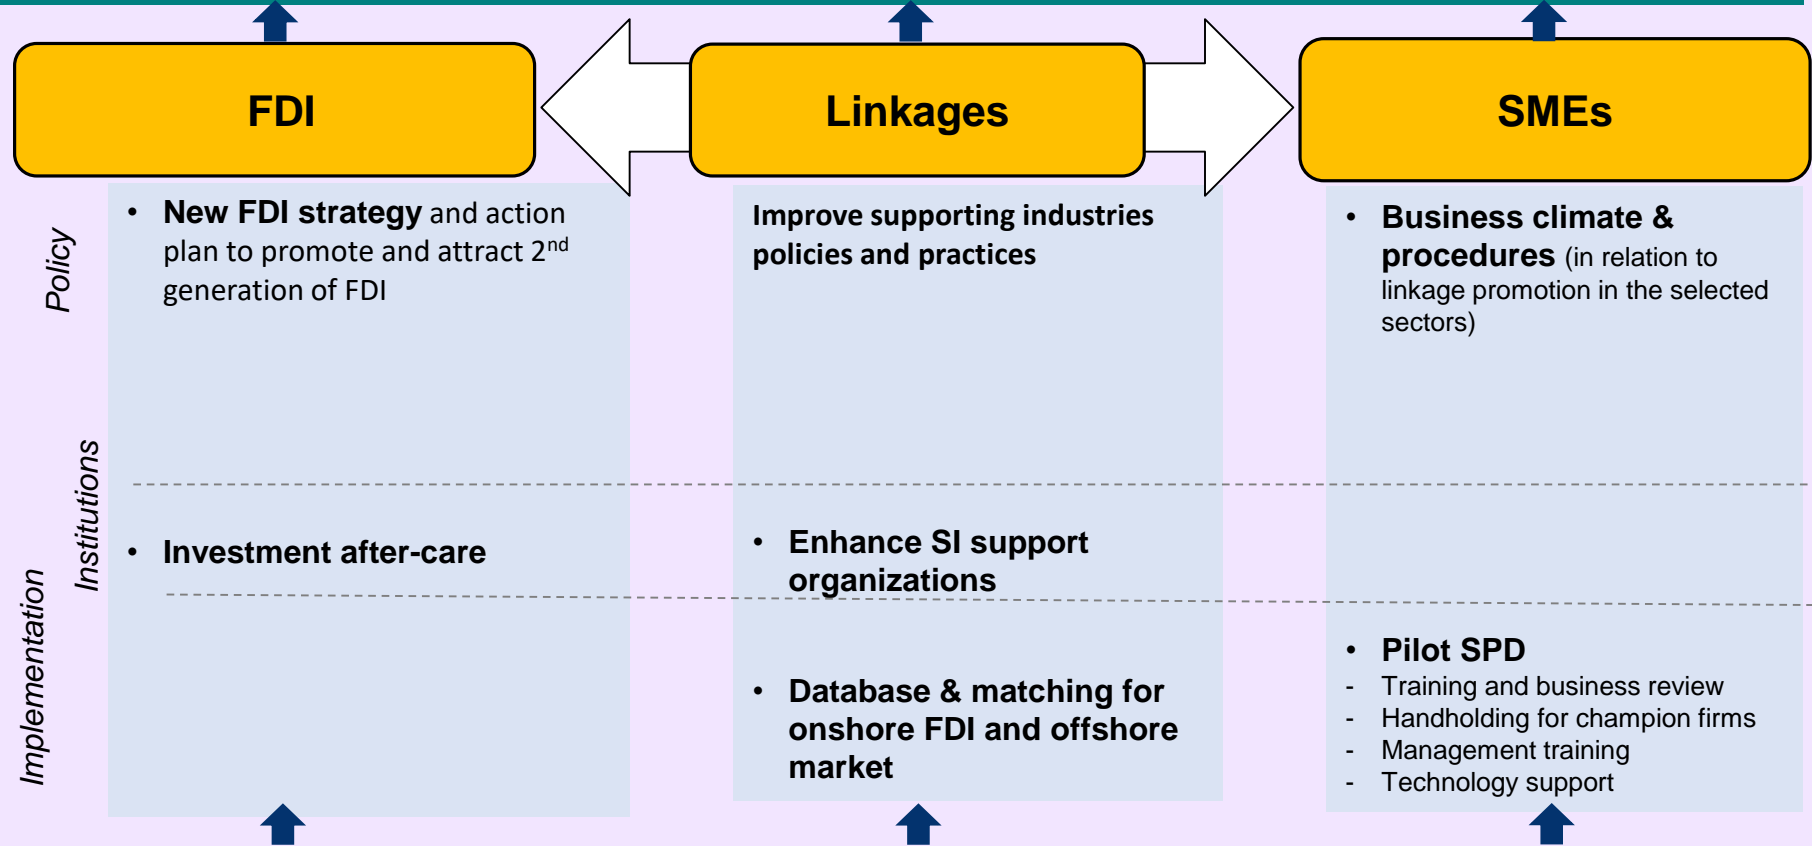 FDI
Linkages
SMEs
Policy
• New FDI strategy and action
plan to promote and attract 2nd
generation of FDI
Improve supporting industries
policies and practices
• Business climate &
procedures (in relation to
linkage promotion in the selected
sectors)
Institutions
• Investment after-care
• Enhance SI support
organizations
Implementation
• Database & matching for
onshore FDI and offshore
market
• Pilot SPD
- Training and business review
- Handholding for champion firms
- Management training
- Technology support